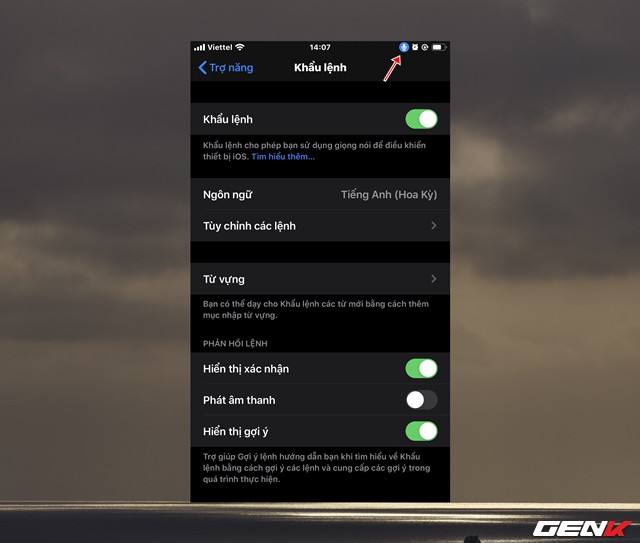 Viettel 14:07
Trợ năng Khẩu lệnh
Khẩu lệnh
Khẩu lệnh cho phép bạn sử dụng giọng nói để điều khiển
thiết bị iOS. Tìm hiểu thêm...
Ngôn ngữ Tiếng Anh (Hoa Kỳ)
Tùy chỉnh các lệnh
Từ vựng
Bạn có thể dạy cho Khẩu lệnh các từ mới bằng cách thêm
mục nhập từ vựng.
PHẢN HỒI LỆNH
Hiển thị xác nhận
Phát âm thanh
Hiển thị gợi ý
Trợ giúp Gợi ý lệnh hướng dẫn bạn khi tìm hiểu về Khẩu
lệnh bằng cách gợi ý các lệnh và cung cấp các gợi ý trong
quá trình thực hiện.
GENK